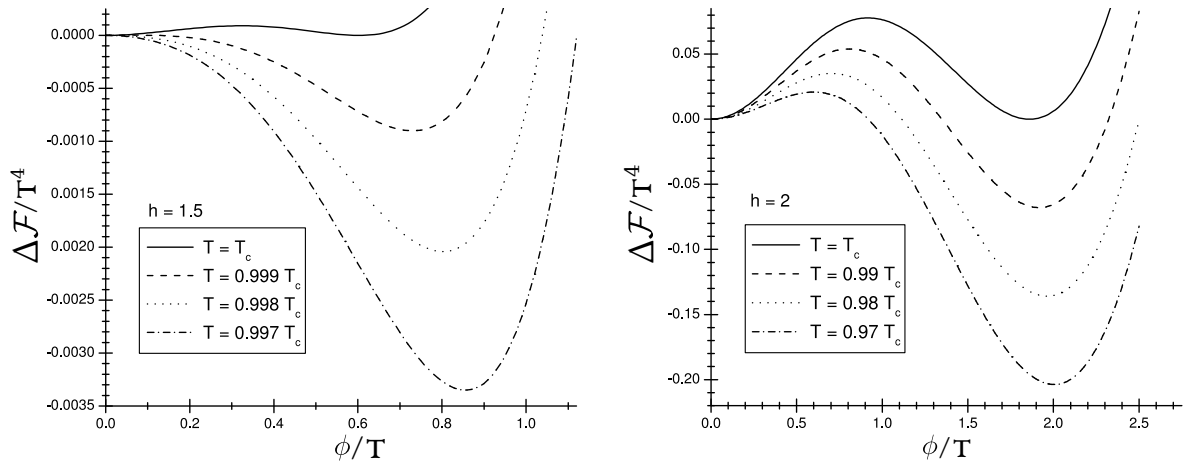 0.0000
-0.0005
-0.0010
-0.0015
-0.0020
-0.0025
-0.0030
-0.0035
ΔF/T⁴
h = 1.5
T = T_c
T = 0.999 T_c
T = 0.998 T_c
T = 0.997 T_c
0.0 0.2 0.4 0.6 0.8 1.0
ϕ/T
0.05
0.00
-0.05
-0.10
-0.15
-0.20
ΔF/T⁴
h = 2
T = T_c
T = 0.99 T_c
T = 0.98 T_c
T = 0.97 T_c
0.0 0.5 1.0 1.5 2.0 2.5
ϕ/T